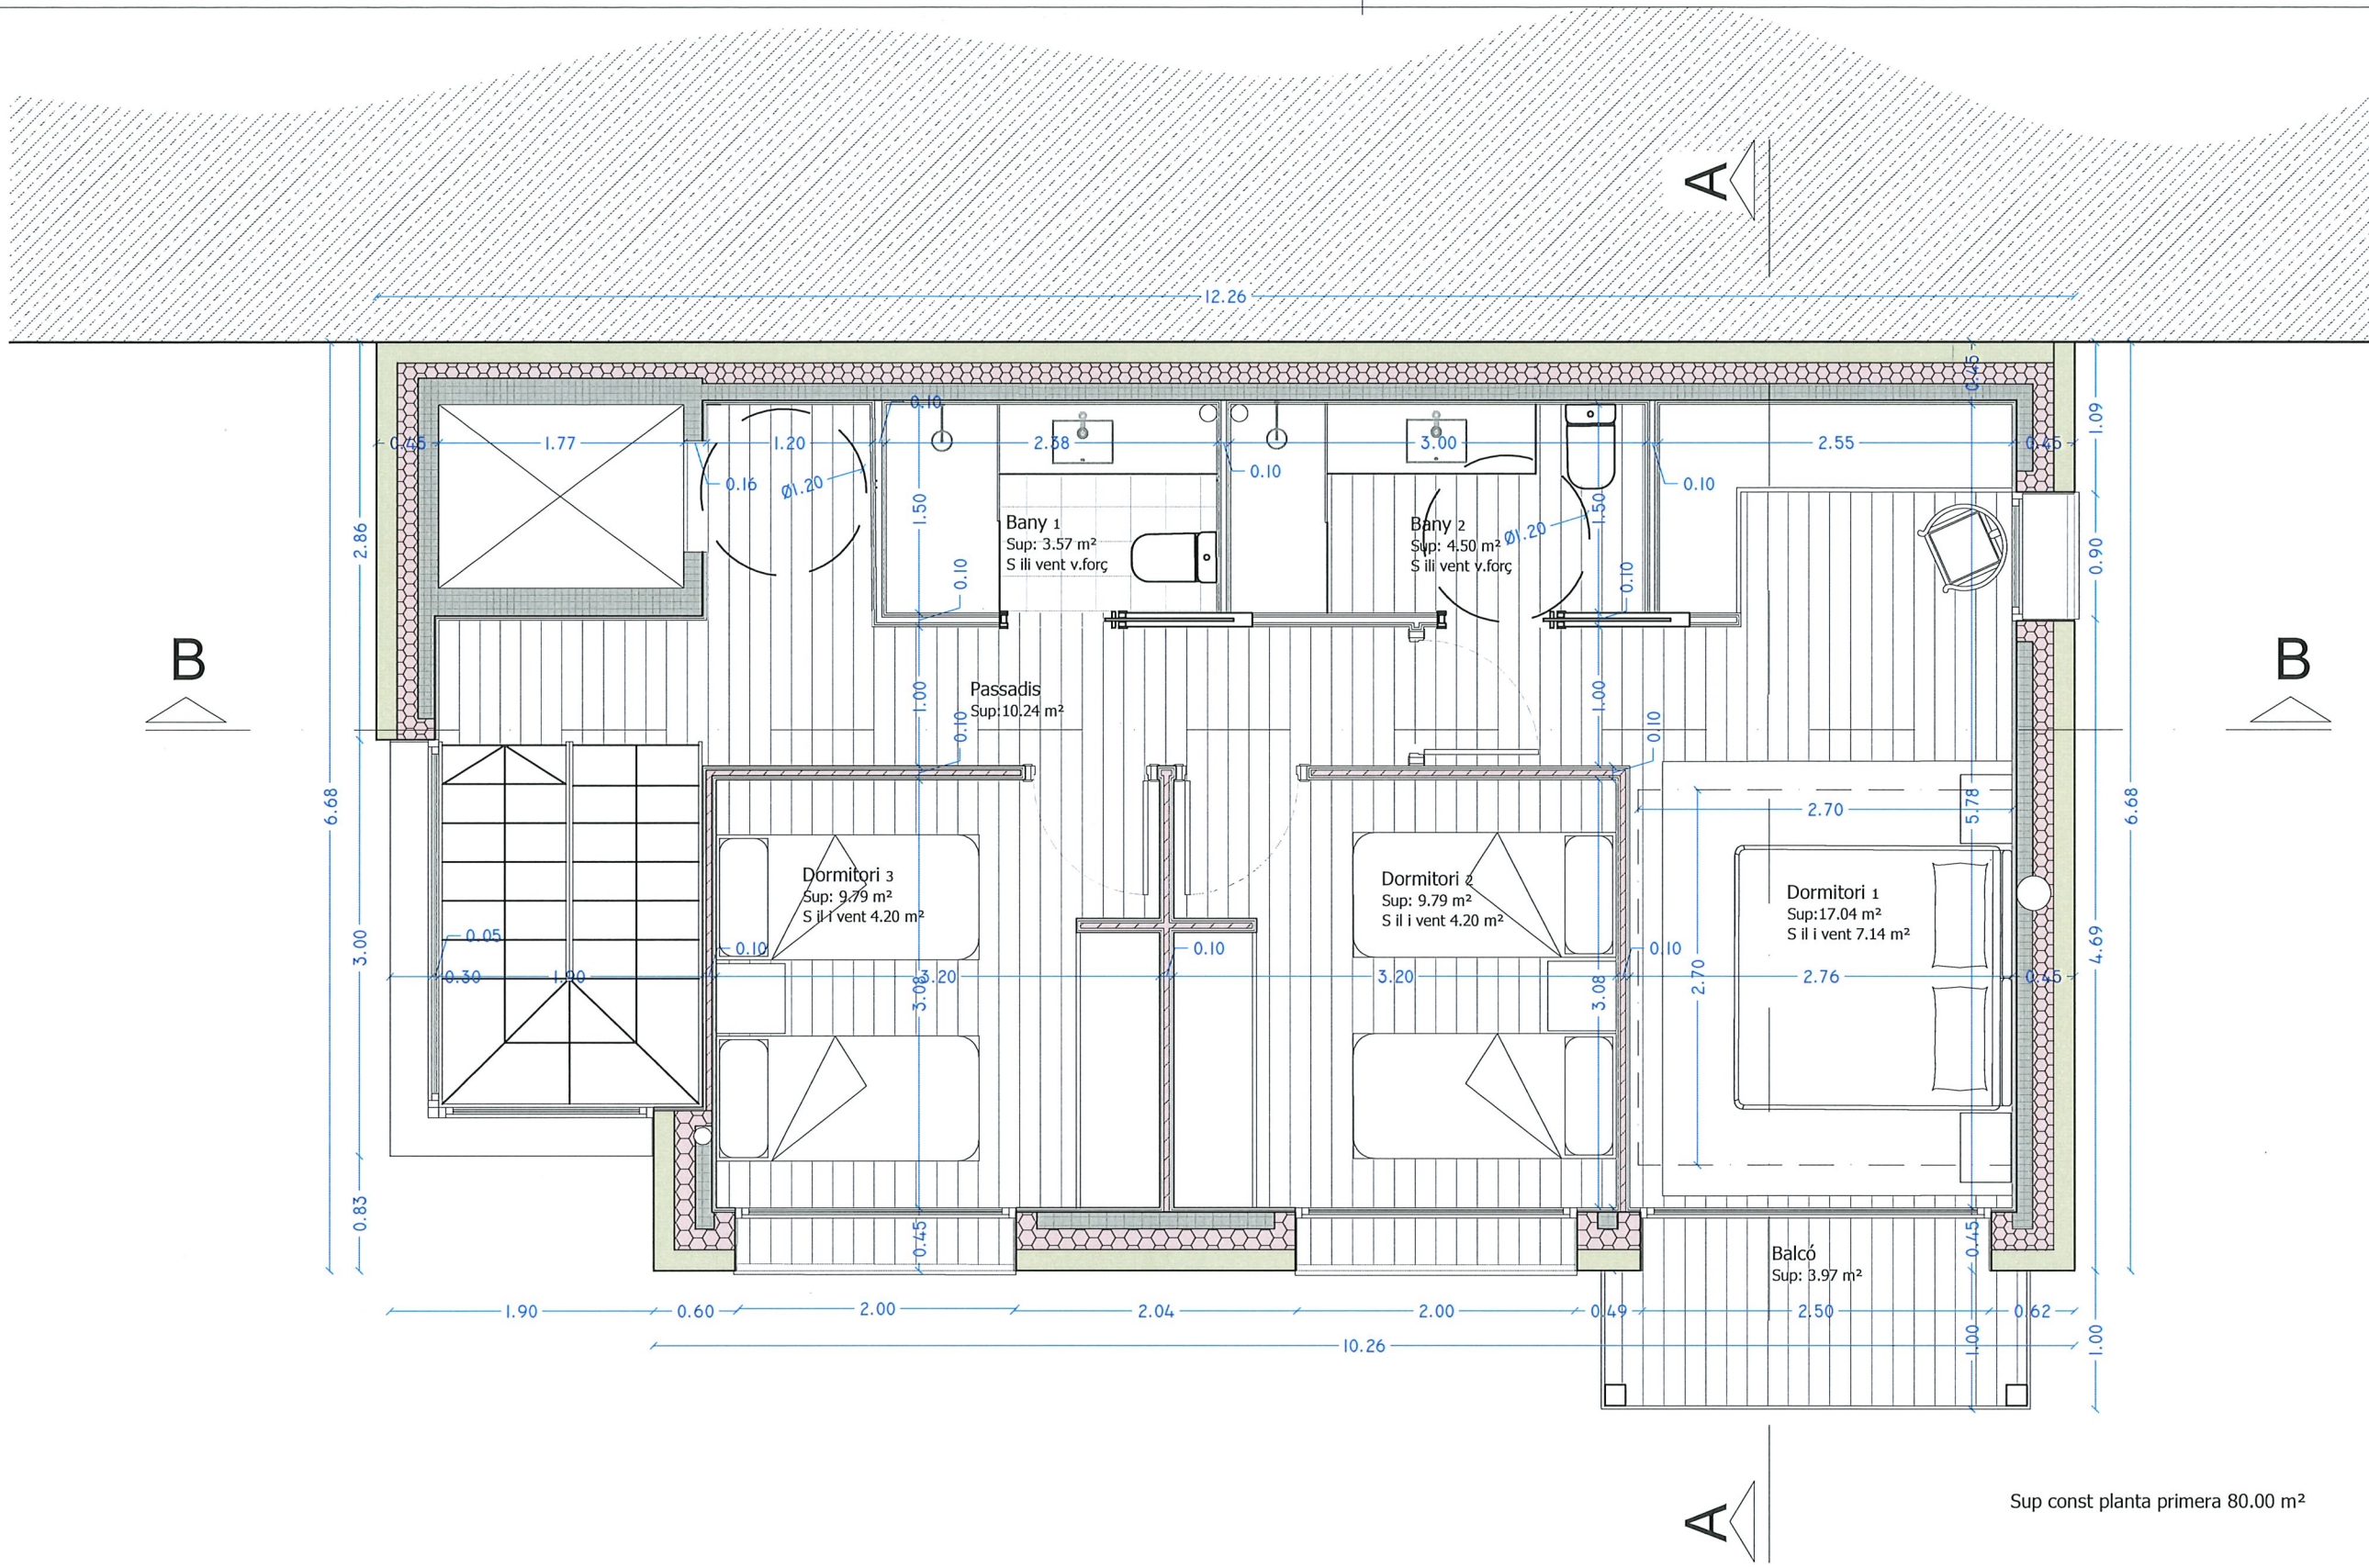 A
12.26
0.45
1.09
0.10
0.45
1.77
1.20
2.38
3.00
2.55
0.45
0.16
Ø1.20
0.10
0.10
1.50
1.50
2.86
0.90
Bany 1
Sup: 3.57 m²
S ili vent v.forç
Bany 2
Sup: 4.50 m²
S ili vent v.forç
Ø1.20
0.10
0.10
B
B
Passadis
Sup:10.24 m²
1.00
1.00
0.10
0.10
6.68
5.78
6.68
2.70
Dormitori 3
Sup: 9.79 m²
S il i vent 4.20 m²
Dormitori 2
Sup: 9.79 m²
S il i vent 4.20 m²
Dormitori 1
Sup:17.04 m²
S il i vent 7.14 m²
0.05
0.10
0.10
0.10
3.00
4.69
0.30
1.90
3.20
3.20
2.76
0.45
3.08
3.08
2.70
0.83
0.45
0.45
Balcó
Sup: 3.97 m²
1.90
0.60
2.00
2.04
2.00
0.49
2.50
0.62
10.26
1.00
1.00
A
Sup const planta primera 80.00 m²